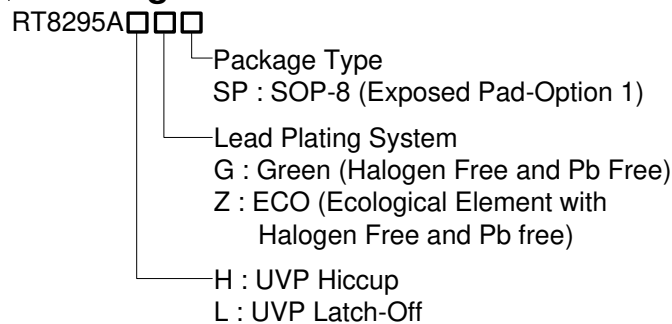 RT8295A□□□
Package Type
SP : SOP-8 (Exposed Pad-Option 1)
Lead Plating System
G : Green (Halogen Free and Pb Free)
Z : ECO (Ecological Element with
Halogen Free and Pb free)
H : UVP Hiccup
L : UVP Latch-Off